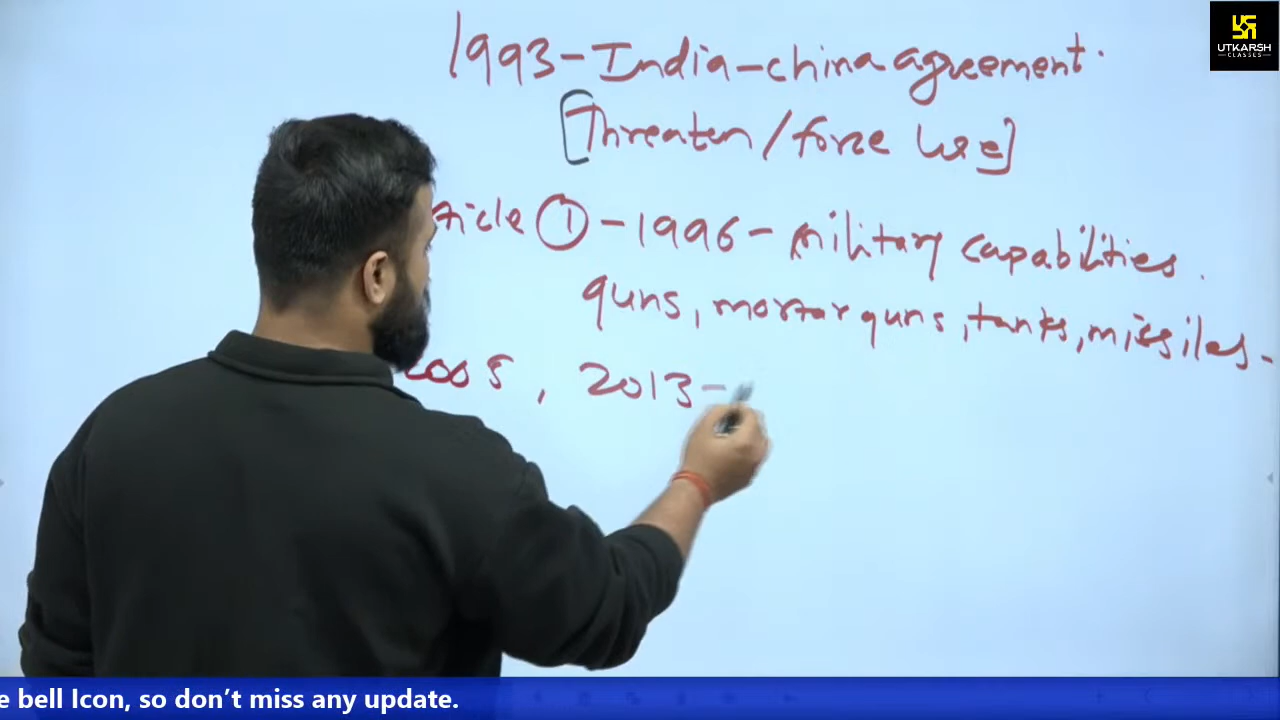 UTKARSH
CLASSES
1993-India-china agreement.
[Threaten/force Use]
ticle ① - 1996 - military capabilities.
guns, mortar guns, tanks, missiles.
2005, 2013-
e bell Icon, so don't miss any update.